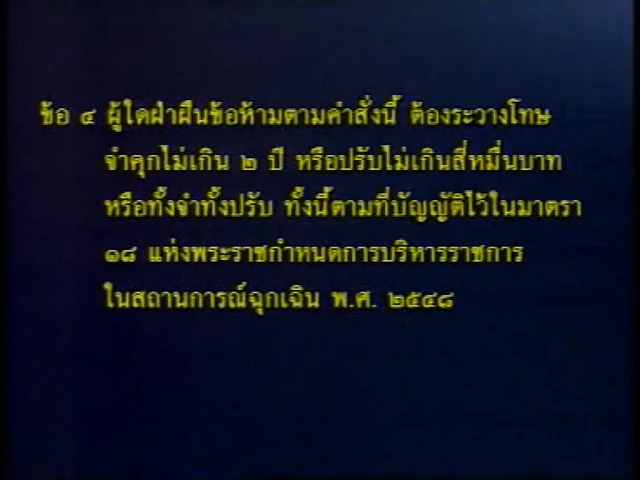 ข้อ ๔ ผู้ใดฝ่าฝืนข้อห้ามตามคำสั่งนี้ ต้องระวางโทษ
จำคุกไม่เกิน ๒ ปี หรือปรับไม่เกินสี่หมื่นบาท
หรือทั้งจำทั้งปรับ ทั้งนี้ตามที่บัญญัติไว้ในมาตรา
๑๘ แห่งพระราชกำหนดการบริหารราชการ
ในสถานการณ์ฉุกเฉิน พ.ศ. ๒๕๔๘